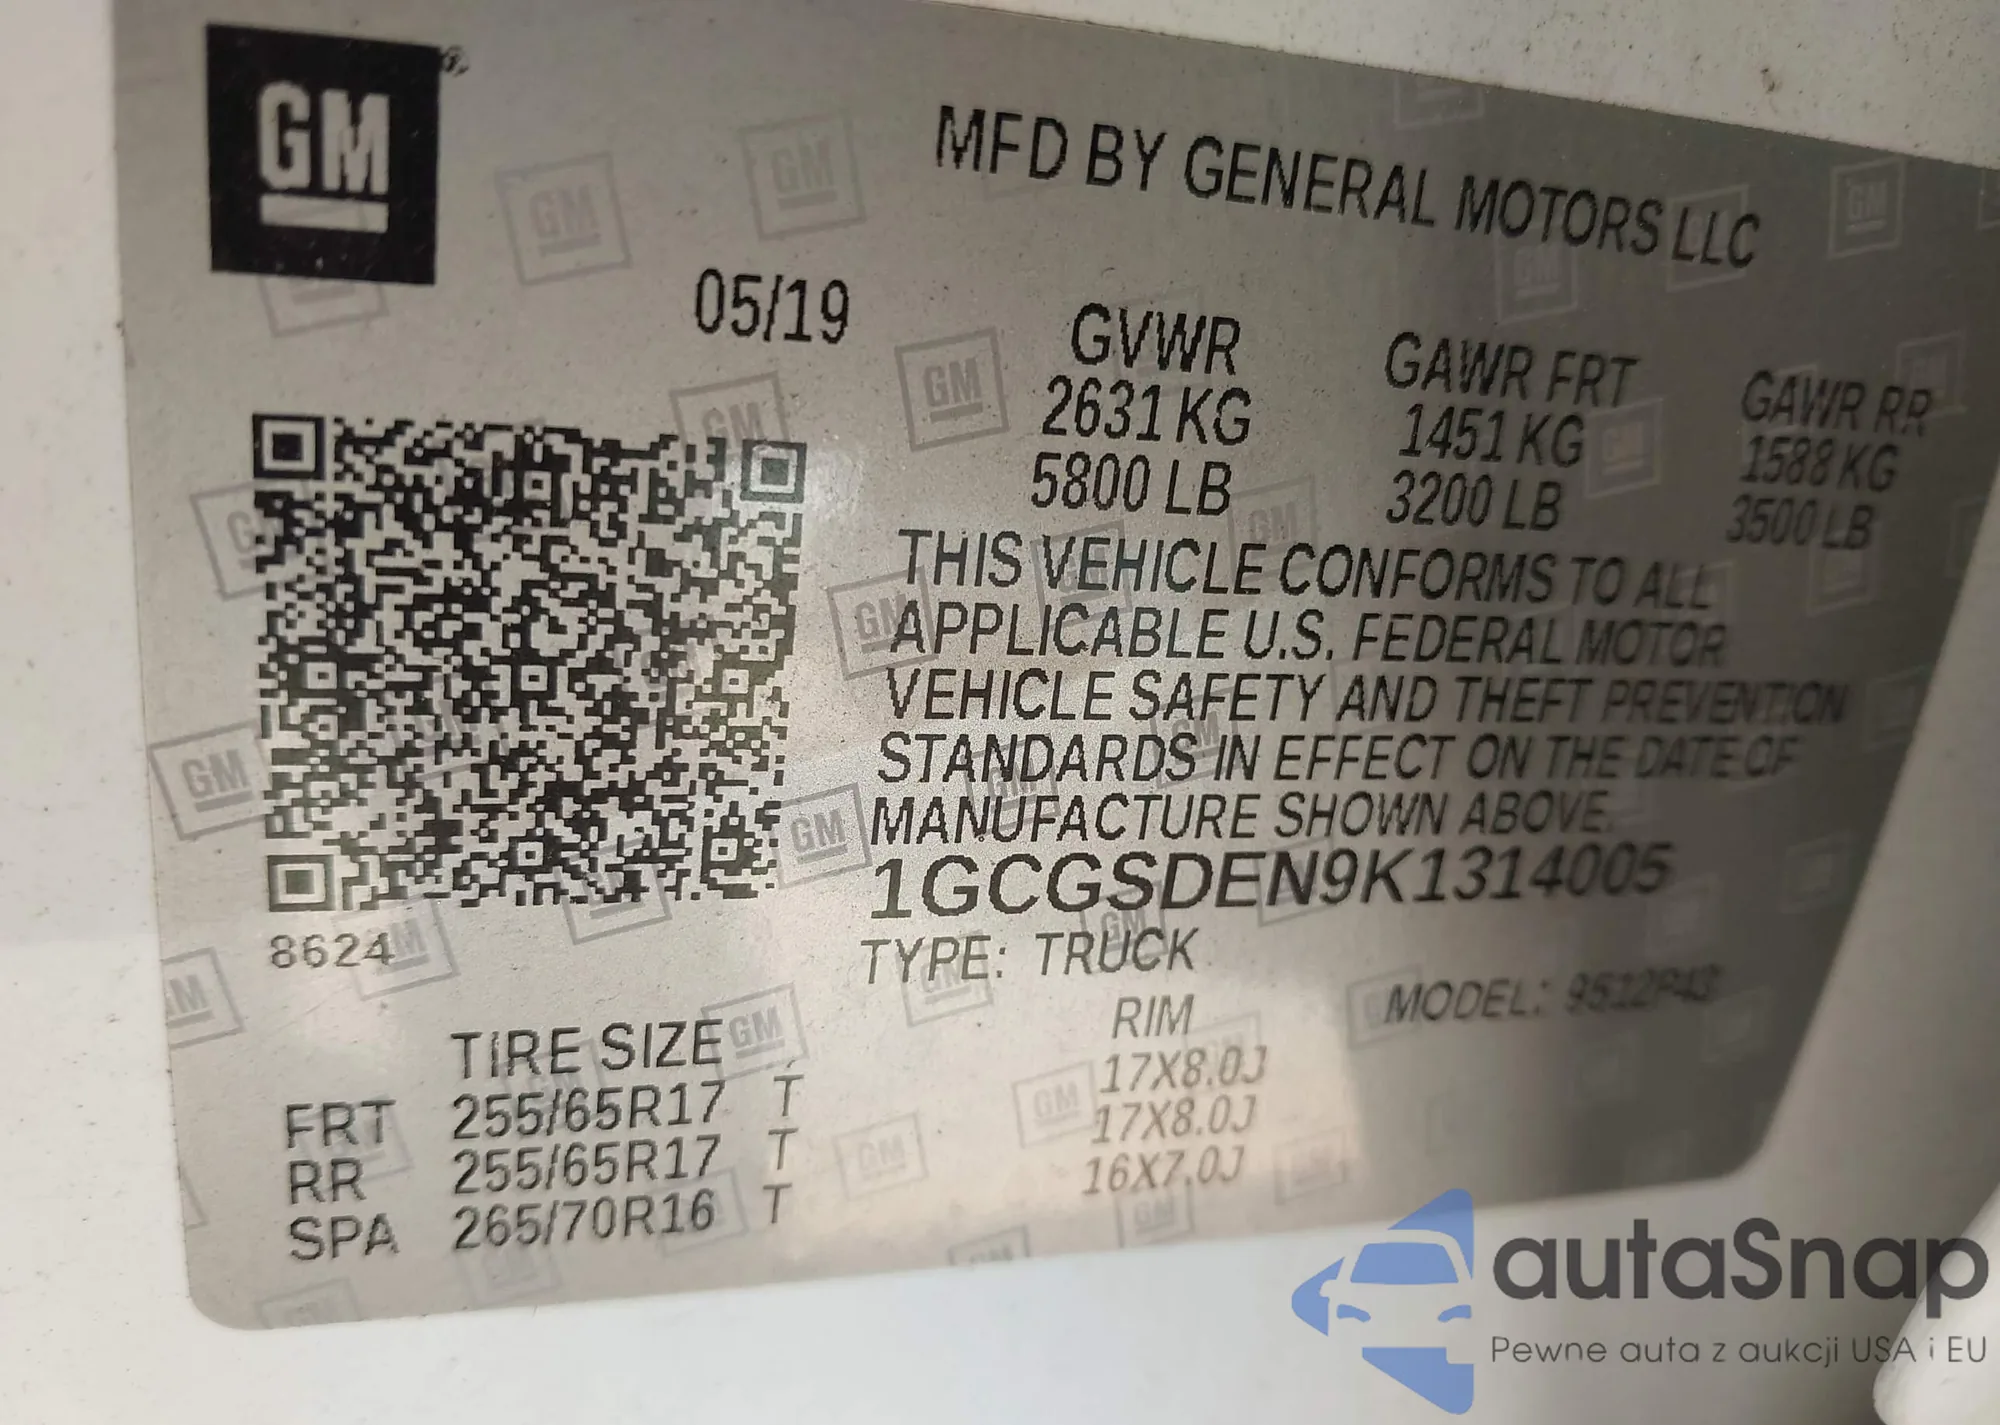 GM
MFD BY GENERAL MOTORS LLC
05/19
GVWR GAWR FRT GAWR RR
2631 KG 1451 KG 1588 KG
5800 LB 3200 LB 3500 LB
THIS VEHICLE CONFORMS TO ALL
APPLICABLE U.S. FEDERAL MOTOR
VEHICLE SAFETY AND THEFT PREVENTION
STANDARDS IN EFFECT ON THE DATE OF
MANUFACTURE SHOWN ABOVE.
1GCGSDEN9K1314005
8624
TYPE: TRUCK
MODEL: 9512P43
TIRE SIZE RIM
FRT 255/65R17 T 17X8.0J
RR 255/65R17 T 17X8.0J
SPA 265/70R16 T 16X7.0J
autaSnap
Pewne auta z aukcji USA i EU